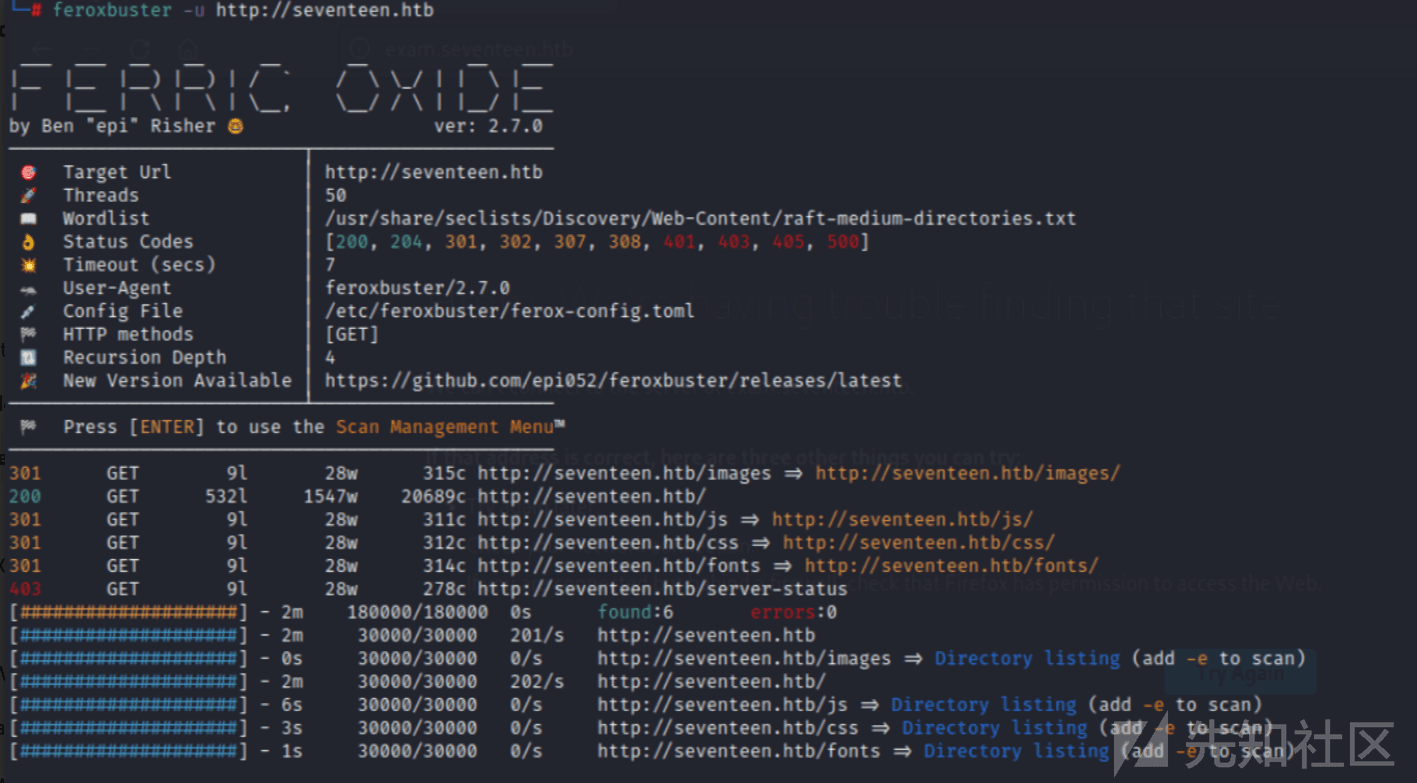 # feroxbuster -u http://seventeen.htb
exam.seventeen.htb
FERRIC OXIDE
by Ben "epi" Risher 🤓 ver: 2.7.0
🎯 Target Url │ http://seventeen.htb
🚀 Threads │ 50
📖 Wordlist │ /usr/share/seclists/Discovery/Web-Content/raft-medium-directories.txt
👌 Status Codes │ [200, 204, 301, 302, 307, 308, 401, 403, 405, 500]
💥 Timeout (secs) │ 7
🦡 User-Agent │ feroxbuster/2.7.0
💉 Config File │ /etc/feroxbuster/ferox-config.toml
having trouble finding that site
🏁 HTTP methods │ [GET]
🔃 Recursion Depth │ 4
🎉 New Version Available │ https://github.com/epi052/feroxbuster/releases/latest
🏁 Press [ENTER] to use the Scan Management Menu™
If that address is correct, here are three other things you can try:
301 GET 9l 28w 315c http://seventeen.htb/images => http://seventeen.htb/images/
200 GET 532l 1547w 20689c http://seventeen.htb/
301 GET 9l 28w 311c http://seventeen.htb/js => http://seventeen.htb/js/
301 GET 9l 28w 312c http://seventeen.htb/css => http://seventeen.htb/css/
301 GET 9l 28w 314c http://seventeen.htb/fonts => http://seventeen.htb/fonts/
check that Firefox has permission to access the Web.
403 GET 9l 28w 278c http://seventeen.htb/server-status
[####################] - 2m 180000/180000 0s found:6 errors:0
[####################] - 2m 30000/30000 201/s http://seventeen.htb
[####################] - 0s 30000/30000 0/s http://seventeen.htb/images => Directory listing (add -e to scan)
[####################] - 2m 30000/30000 202/s http://seventeen.htb/
Try Again
[####################] - 6s 30000/30000 0/s http://seventeen.htb/js => Directory listing (add -e to scan)
[####################] - 3s 30000/30000 0/s http://seventeen.htb/css => Directory listing (add -e to scan)
[####################] - 1s 30000/30000 0/s http://seventeen.htb/fonts => Directory listing (add -e to scan)
先知社区